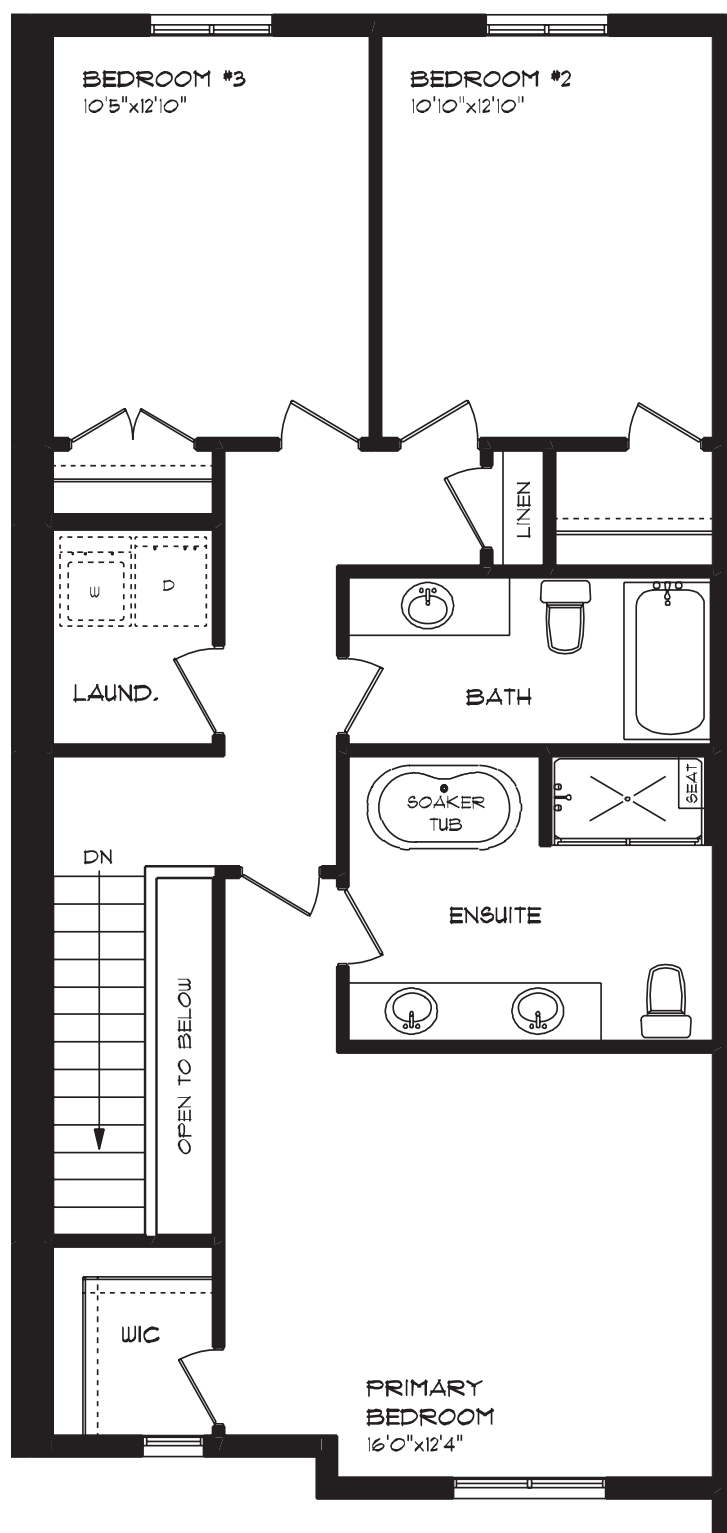 BEDROOM #3
10'5"x12'10"
BEDROOM #2
10'10"x12'10"
LINEN
W
D
LAUND.
BATH
SEAT
SOAKER
TUB
DN
ENSUITE
OPEN TO BELOW
WIC
PRIMARY
BEDROOM
16'0"x12'4"